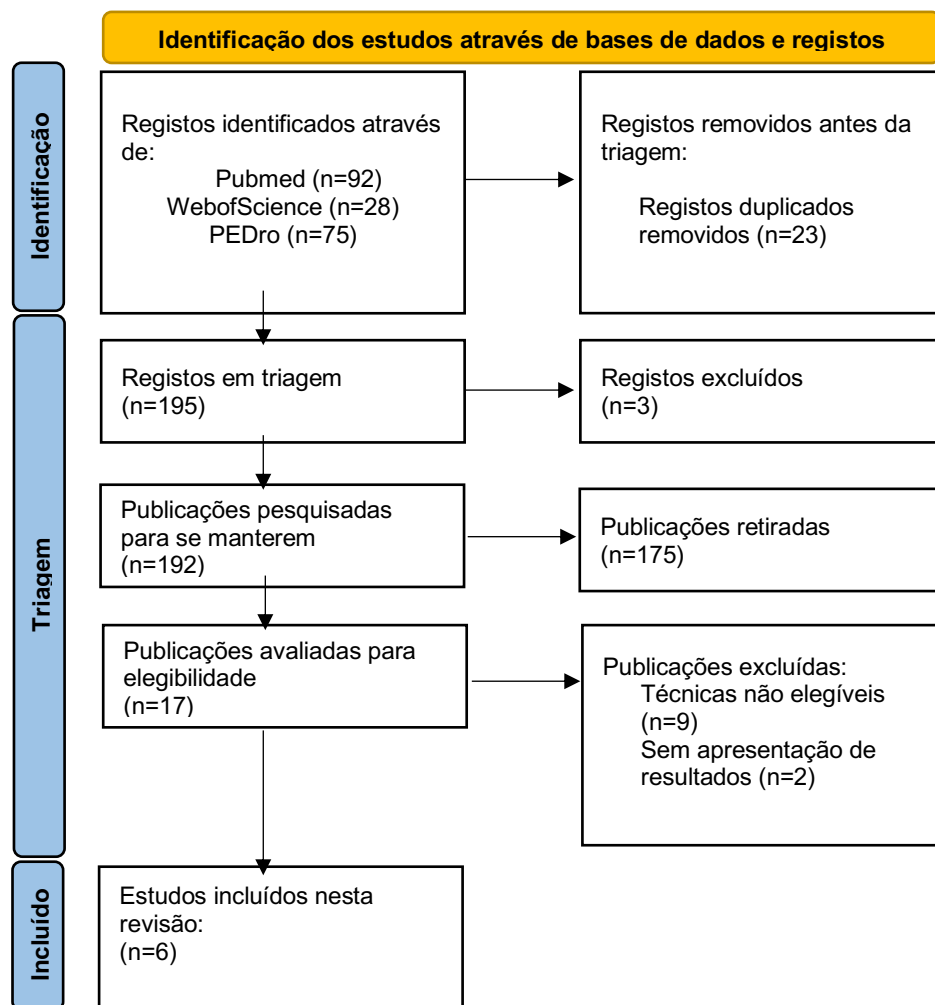 Identificação dos estudos através de bases de dados e registos
Identificação
Registos identificados através
de:
Pubmed (n=92)
WebofScience (n=28)
PEDro (n=75)
Registos removidos antes da
triagem:
Registos duplicados
removidos (n=23)
Triagem
Registos em triagem
(n=195)
Registos excluídos
(n=3)
Publicações pesquisadas
para se manterem
(n=192)
Publicações retiradas
(n=175)
Publicações avaliadas para
elegibilidade
(n=17)
Publicações excluídas:
Técnicas não elegíveis
(n=9)
Sem apresentação de
resultados (n=2)
Incluído
Estudos incluídos nesta
revisão:
(n=6)